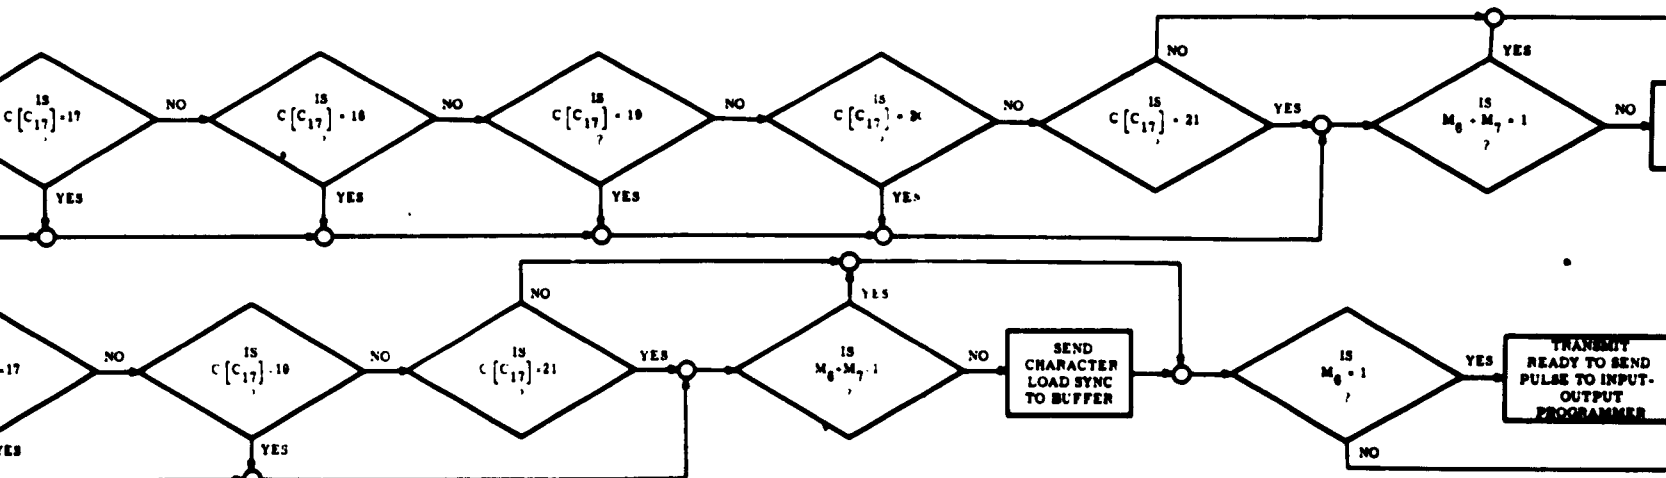 IS
C[C17]=17
?
NO
YES
IS
C[C17]=18
?
NO
YES
IS
C[C17]=19
?
NO
YES
IS
C[C17]=
?
NO
YES
IS
C[C17]=21
?
NO
YES
IS
M6+M7=1
?
YES
NO
=17
NO
YES
IS
C[C17]=19
?
NO
YES
IS
C[C17]=21
?
NO
YES
IS
M6+M7=1
?
YES
NO
SEND
CHARACTER
LOAD SYNC
TO BUFFER
IS
M6=1
?
YES
NO
TRANSMIT
READY TO SEND
PULSE TO INPUT-
OUTPUT
PROGRAMMER